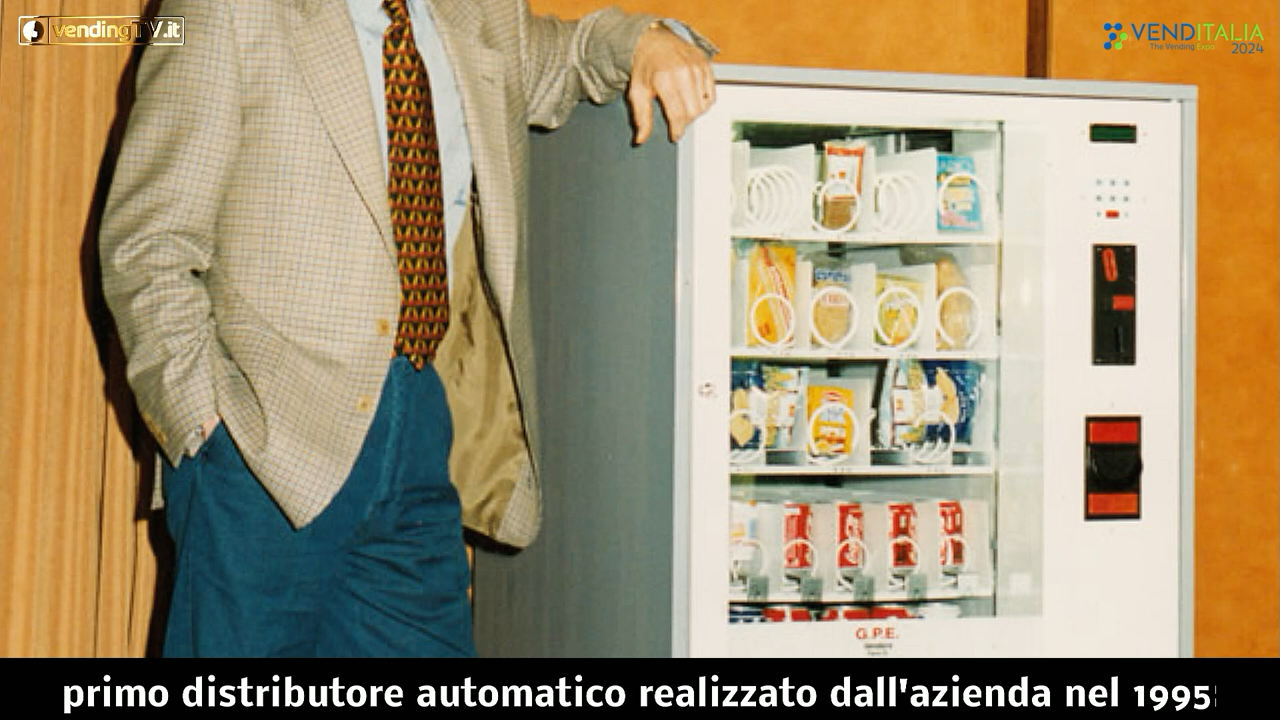 vendingTV.it
VENDITALIA
The Vending Expo
2024
G.P.E.
primo distributore automatico realizzato dall'azienda nel 1995